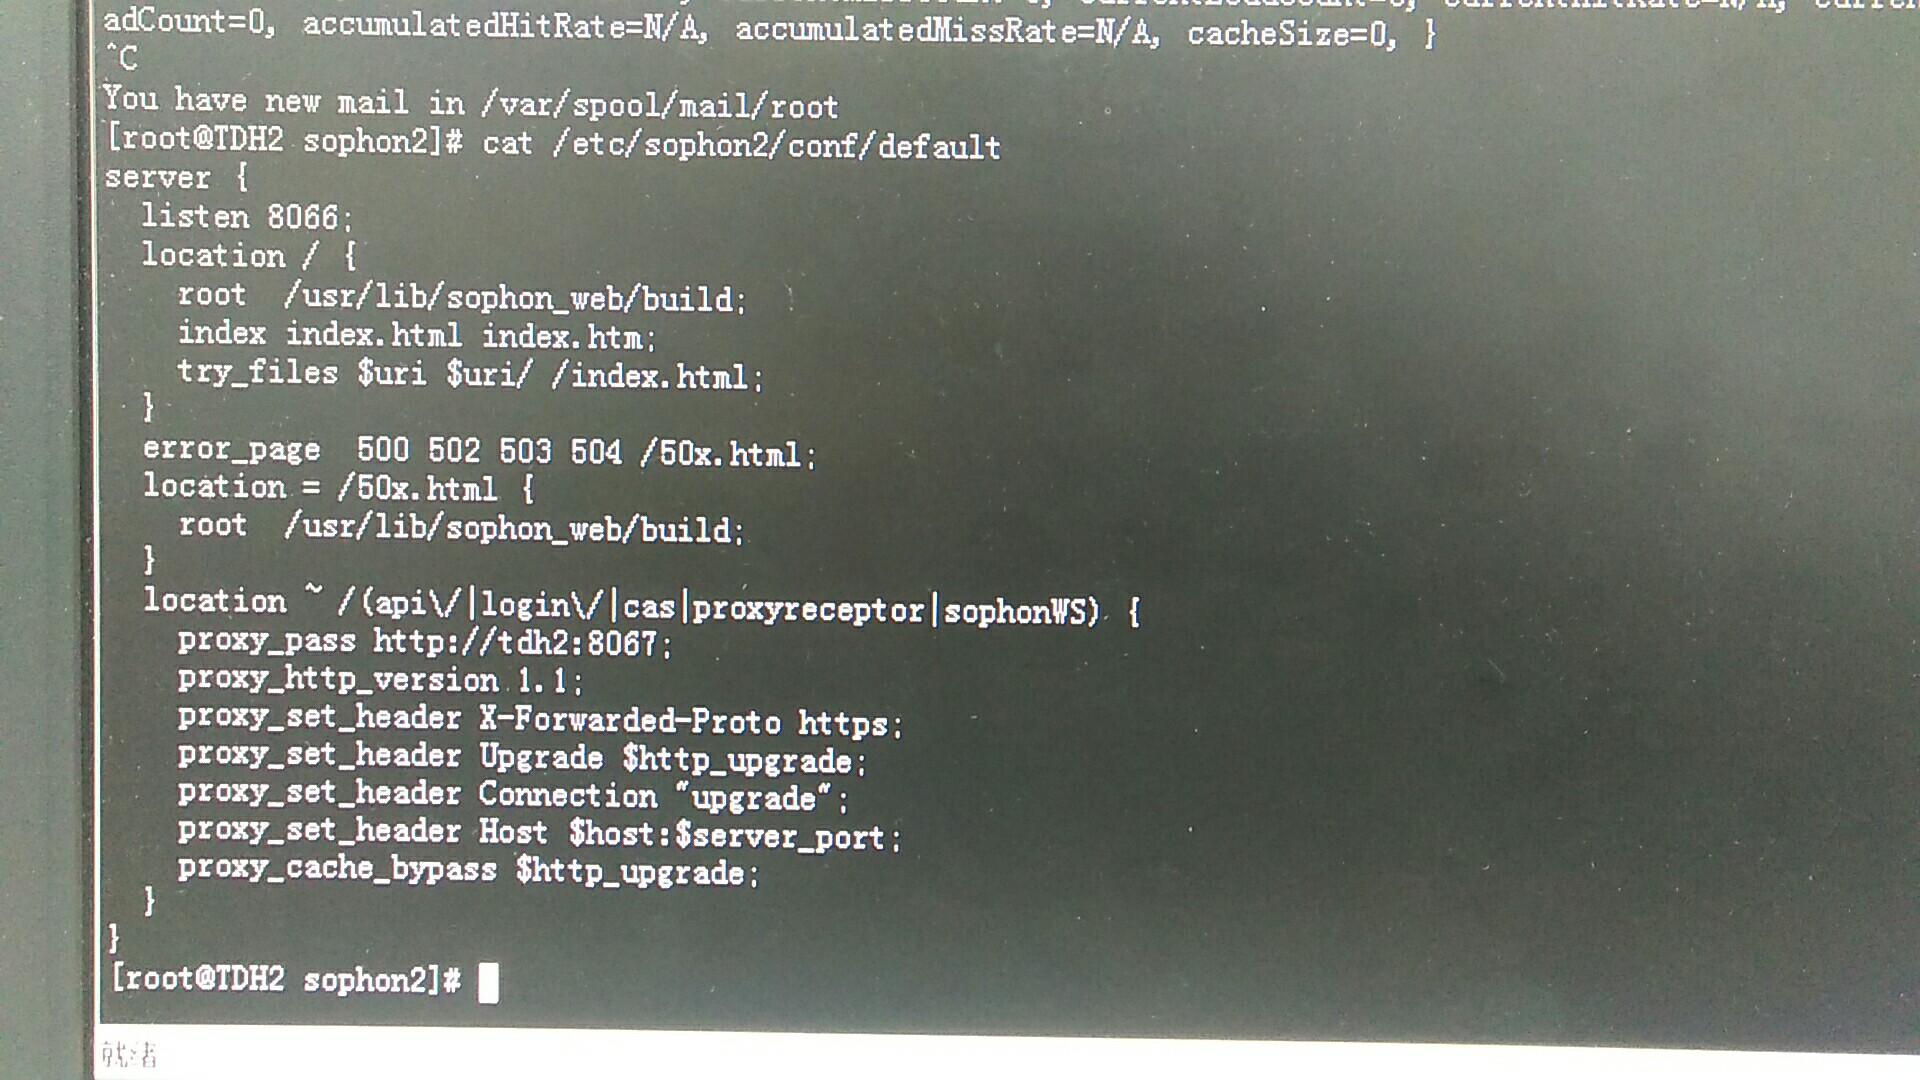 adCount=0, accumulatedHitRate=N/A, accumulatedMissRate=N/A, cacheSize=0, }
^C
You have new mail in /var/spool/mail/root
[root@TDH2 sophon2]# cat /etc/sophon2/conf/default
server {
  listen 8066;
  location / {
    root  /usr/lib/sophon_web/build;
    index index.html index.htm;
    try_files $uri $uri/ /index.html;
  }
  error_page  500 502 503 504 /50x.html;
  location = /50x.html {
    root  /usr/lib/sophon_web/build;
  }
  location ~ /(api\/|login\/|cas|proxyreceptor|sophonWS) {
    proxy_pass http://tdh2:8067;
    proxy_http_version 1.1;
    proxy_set_header X-Forwarded-Proto https;
    proxy_set_header Upgrade $http_upgrade;
    proxy_set_header Connection "upgrade";
    proxy_set_header Host $host:$server_port;
    proxy_cache_bypass $http_upgrade;
  }
}
[root@TDH2 sophon2]#
就绪